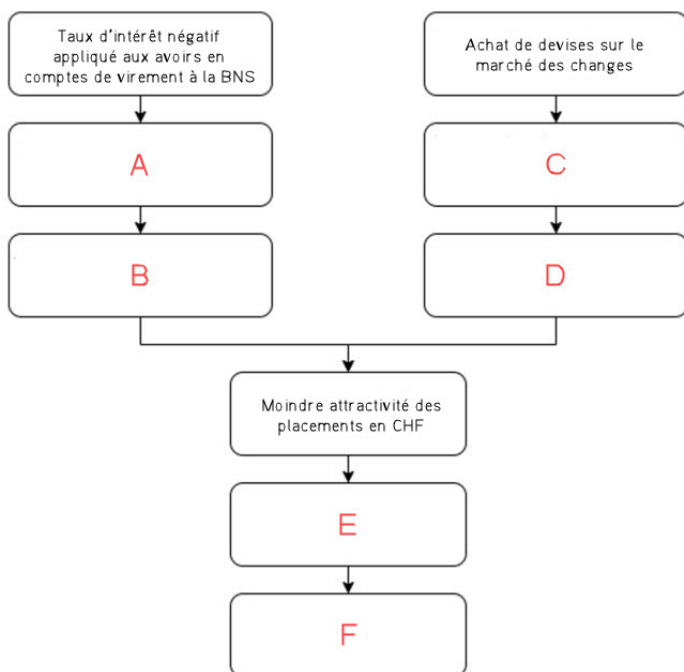 Taux d'intérêt négatif
appliqué aux avoirs en
comptes de virement à la BNS
Achat de devises sur le
marché des changes
A
C
B
D
Moindre attractivité des
placements en CHF
E
F